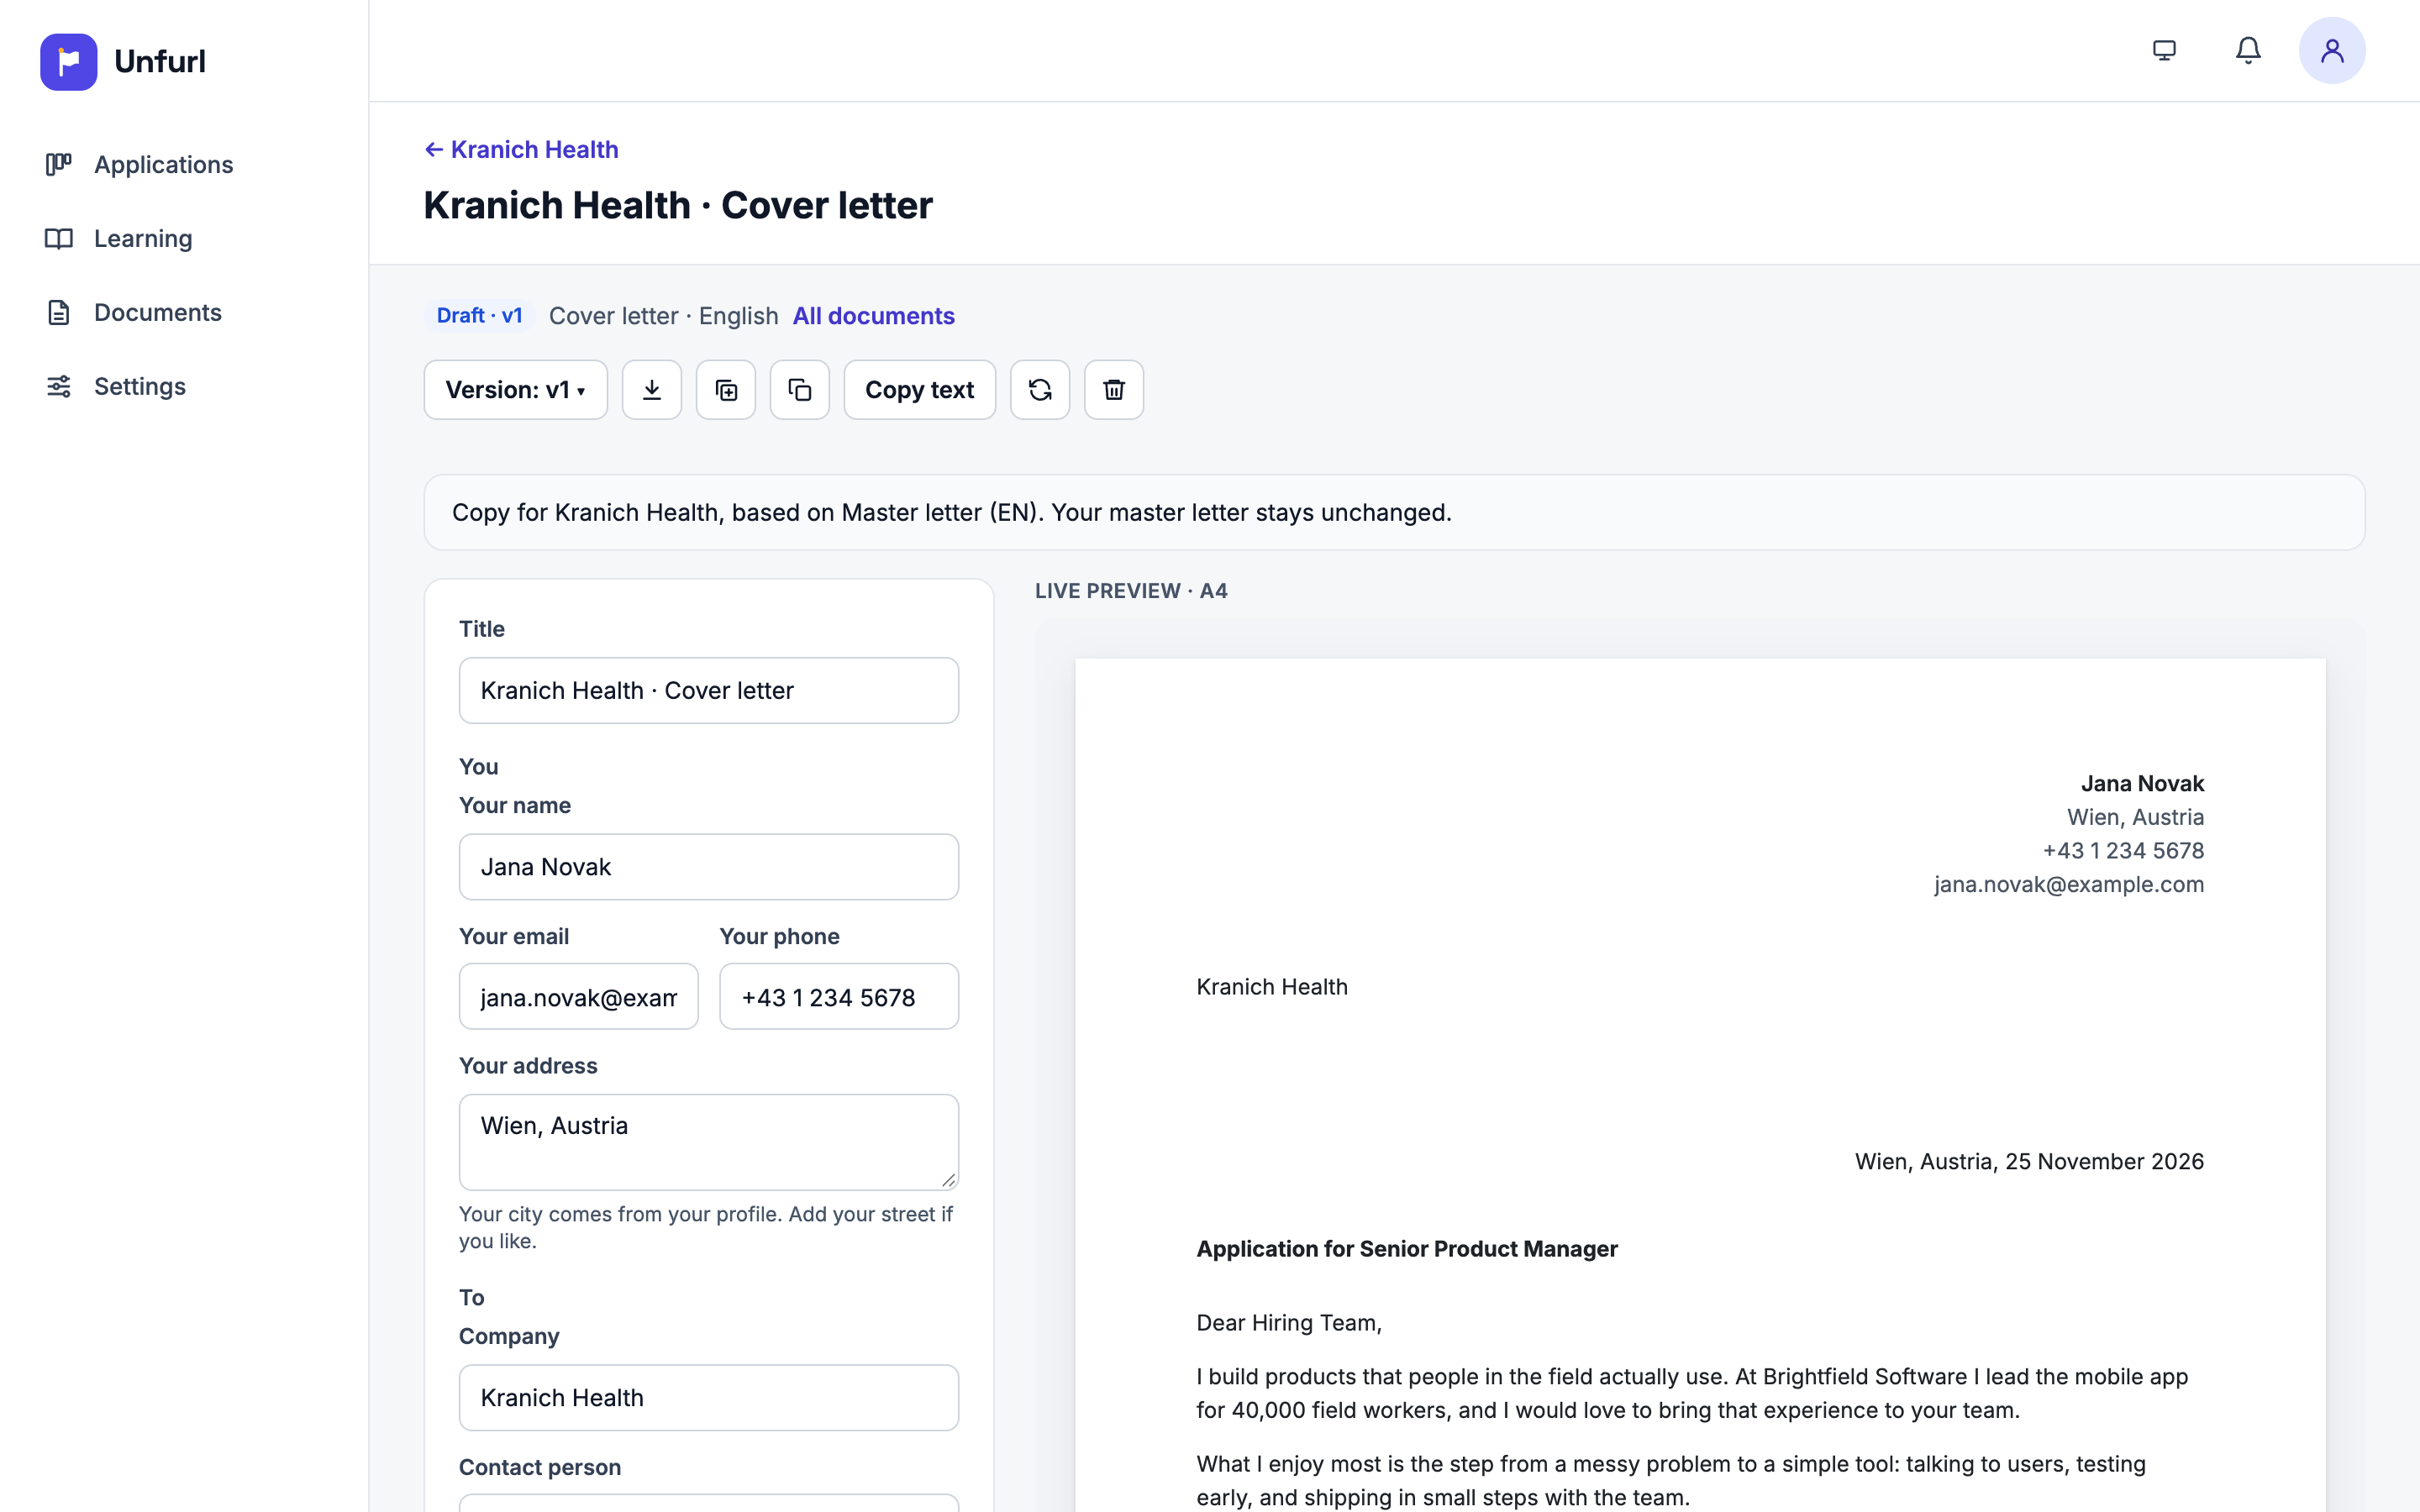 Unfurl
Applications
Learning
Documents
Settings
← Kranich Health
Kranich Health · Cover letter
Draft · v1 Cover letter · English All documents
Version: v1 ▾ Copy text
Copy for Kranich Health, based on Master letter (EN). Your master letter stays unchanged.
Title
Kranich Health · Cover letter
You
Your name
Jana Novak
Your email Your phone
jana.novak@exam +43 1 234 5678
Your address
Wien, Austria
Your city comes from your profile. Add your street if
you like.
To
Company
Kranich Health
Contact person
LIVE PREVIEW · A4
Jana Novak
Wien, Austria
+43 1 234 5678
jana.novak@example.com
Kranich Health
Wien, Austria, 25 November 2026
Application for Senior Product Manager
Dear Hiring Team,
I build products that people in the field actually use. At Brightfield Software I lead the mobile app
for 40,000 field workers, and I would love to bring that experience to your team.
What I enjoy most is the step from a messy problem to a simple tool: talking to users, testing
early, and shipping in small steps with the team.